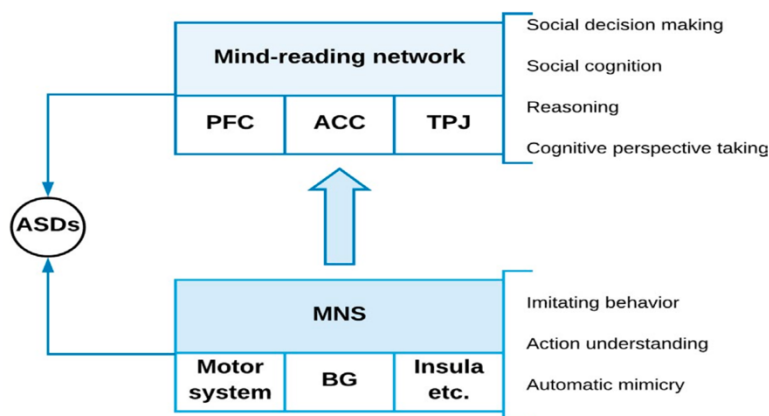 Mind-reading network
PFC
ACC
TPJ
Social decision making
Social cognition
Reasoning
Cognitive perspective taking
ASDs
MNS
Motor
system
BG
Insula
etc.
Imitating behavior
Action understanding
Automatic mimicry